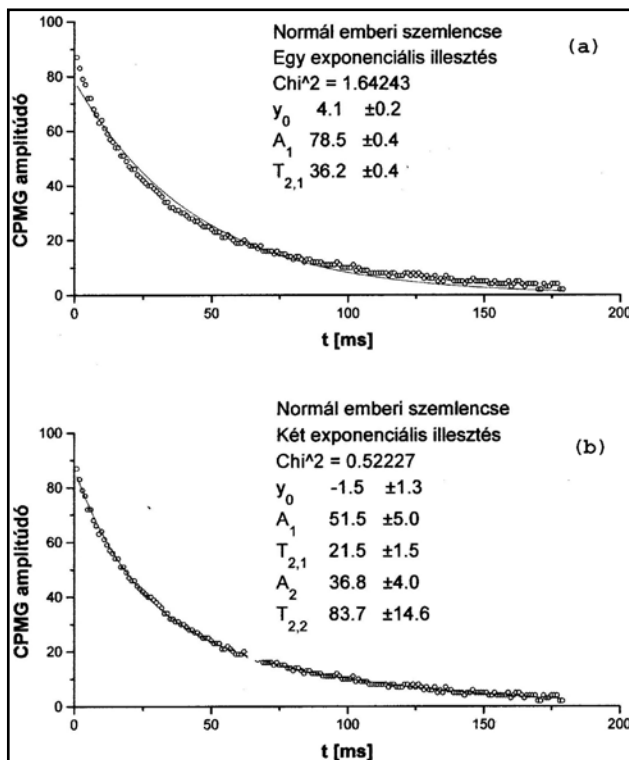 Normál emberi szemlencse
(a)
Egy exponenciális illesztés
Chi^2 = 1.64243
y0 4.1 ±0.2
A1 78.5 ±0.4
T2,1 36.2 ±0.4
CPMG amplitúdó
100
80
60
40
20
0
0 50 100 150 200
t [ms]
Normál emberi szemlencse
Két exponenciális illesztés
(b)
Chi^2 = 0.52227
y0 -1.5 ±1.3
A1 51.5 ±5.0
T2,1 21.5 ±1.5
A2 36.8 ±4.0
T2,2 83.7 ±14.6
CPMG amplitúdó
100
80
60
40
20
0
0 50 100 150 200
t [ms]